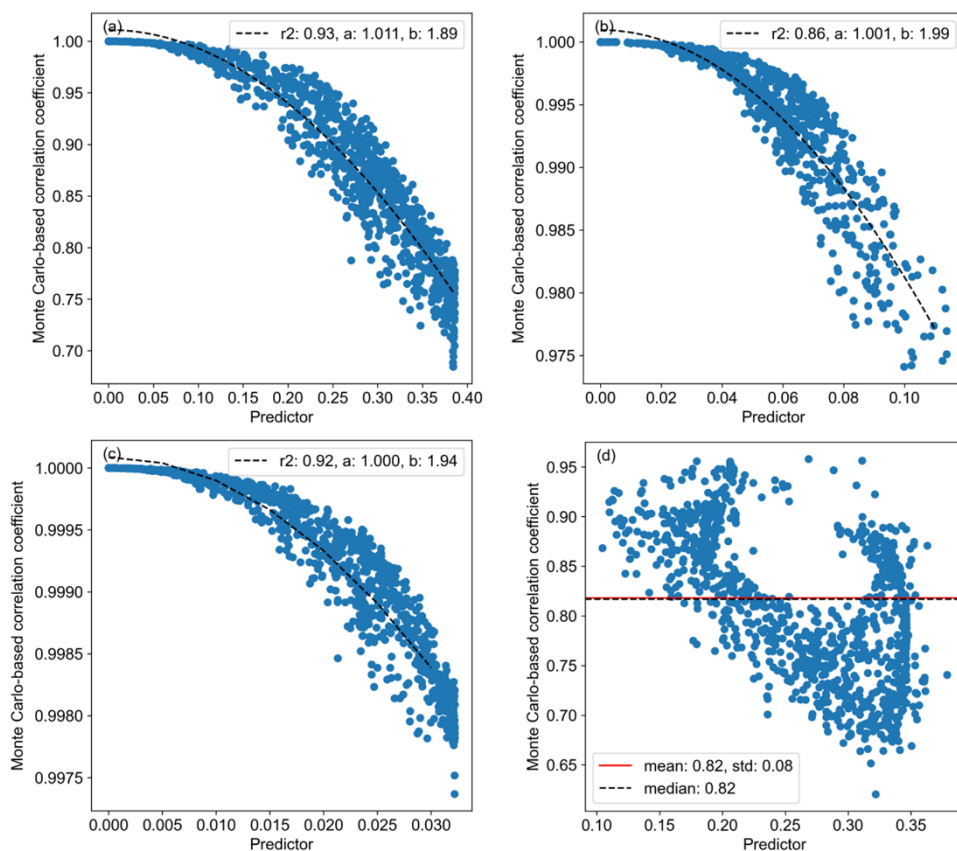 (a)
r2: 0.93, a: 1.011, b: 1.89
1.00
0.95
0.90
0.85
0.80
0.75
0.70
Monte Carlo-based correlation coefficient
0.00 0.05 0.10 0.15 0.20 0.25 0.30 0.35 0.40
Predictor
(b)
r2: 0.86, a: 1.001, b: 1.99
1.000
0.995
0.990
0.985
0.980
0.975
Monte Carlo-based correlation coefficient
0.00 0.02 0.04 0.06 0.08 0.10
Predictor
(c)
r2: 0.92, a: 1.000, b: 1.94
1.0000
0.9995
0.9990
0.9985
0.9980
0.9975
Monte Carlo-based correlation coefficient
0.000 0.005 0.010 0.015 0.020 0.025 0.030
Predictor
(d)
0.95
0.90
0.85
0.80
0.75
0.70
0.65
Monte Carlo-based correlation coefficient
mean: 0.82, std: 0.08
median: 0.82
0.10 0.15 0.20 0.25 0.30 0.35
Predictor